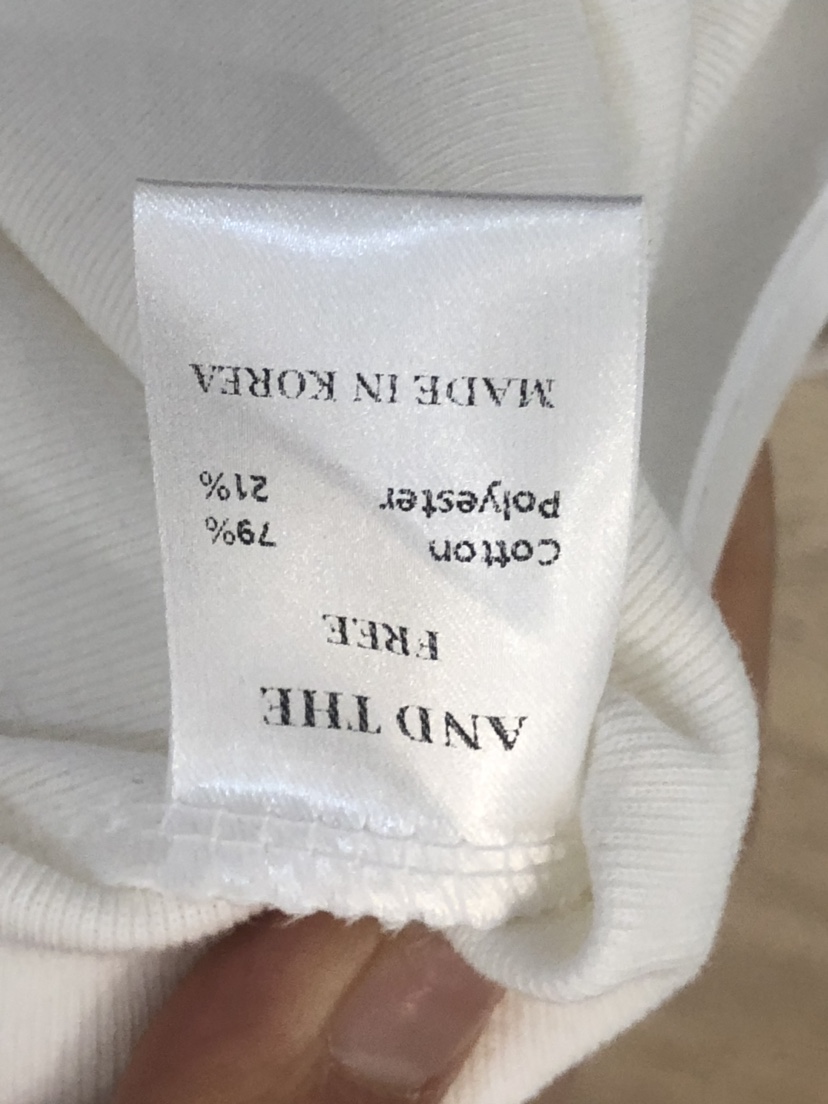 AND THE
FREE
Cotton 79%
Polyester 21%
MADE IN KOREA